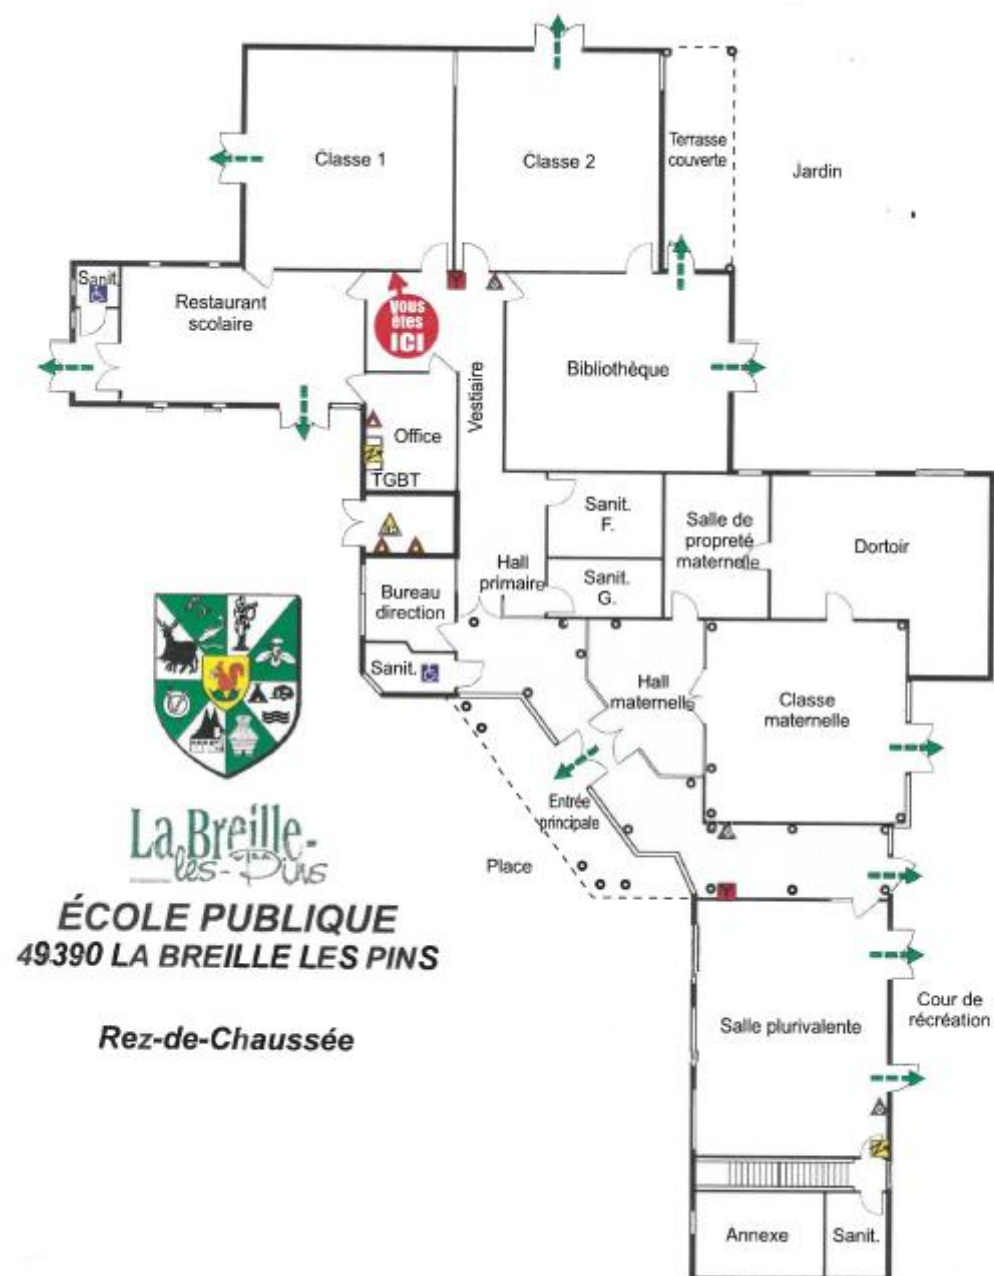 Classe 1
Classe 2
Terrasse
couverte
Jardin
Sanit.
Restaurant
scolaire
vous
êtes
ICI
Bibliothèque
Vestiaire
Office
TGBT
Sanit.
F.
Salle de
propreté
maternelle
Dortoir
Hall
primaire
Sanit.
G.
Bureau
direction
Sanit.
Hall
maternelle
Classe
maternelle
Entrée
principale
Place
La Breille-
les-Pins
ÉCOLE PUBLIQUE
49390 LA BREILLE LES PINS
Rez-de-Chaussée
Salle plurivalente
Cour de
récréation
Annexe
Sanit.